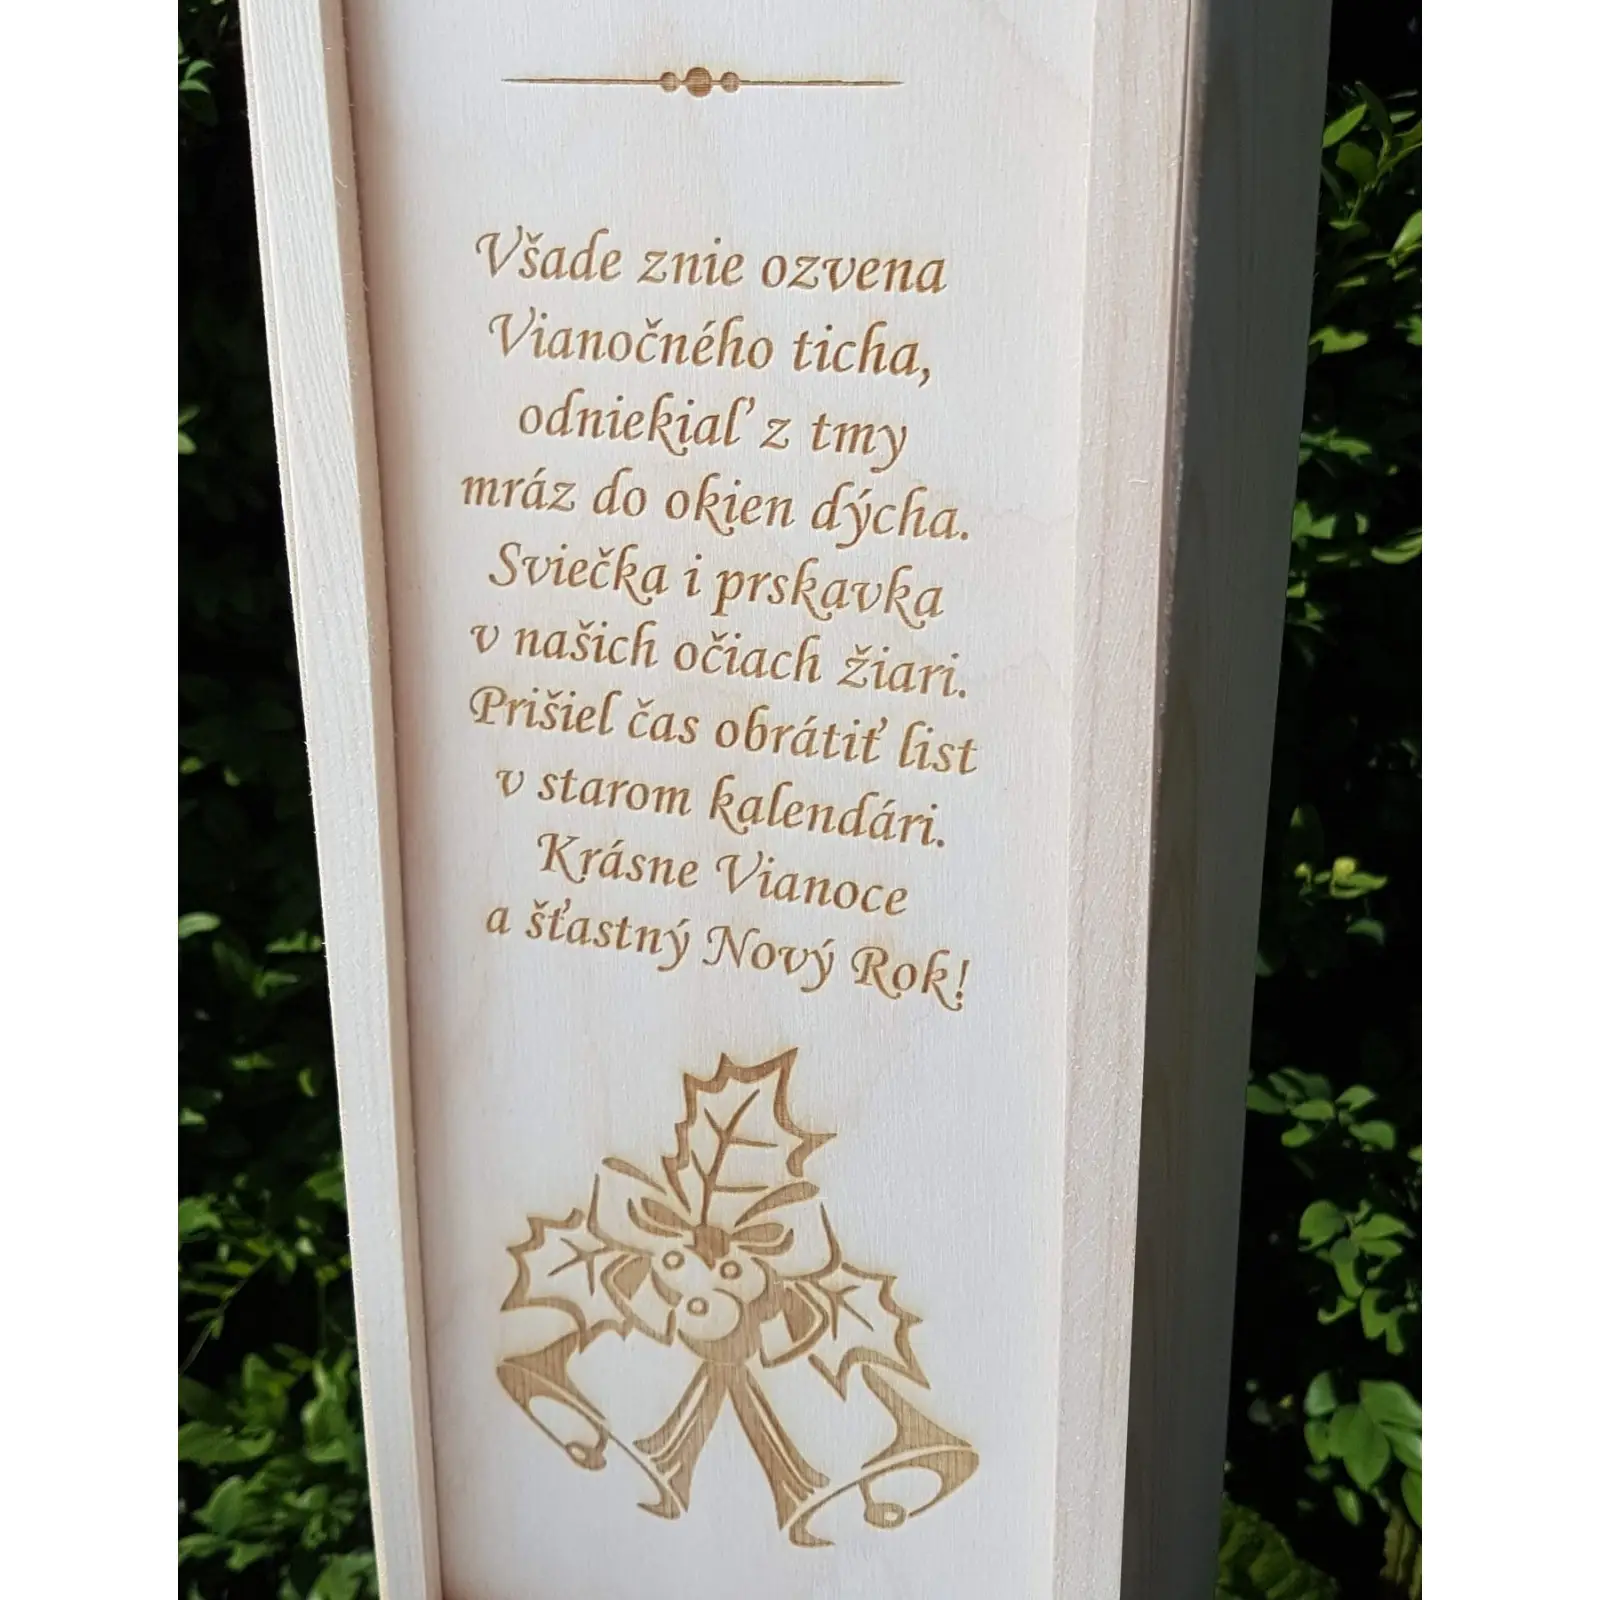 Všade znie ozvena
Vianočného ticha,
odniekiaľ z tmy
mráz do okien dýcha.
Sviečka i prskavka
v našich očiach žiari.
Prišiel čas obrátiť list
v starom kalendári.
Krásne Vianoce
a šťastný Nový Rok!